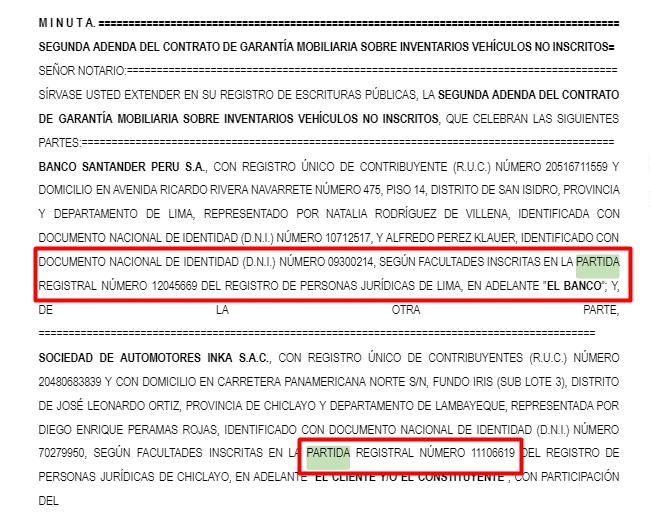 M I N U T A. ================================================================================
SEGUNDA ADENDA DEL CONTRATO DE GARANTÍA MOBILIARIA SOBRE INVENTARIOS VEHÍCULOS NO INSCRITOS=
SEÑOR NOTARIO:===========================================================================
SÍRVASE USTED EXTENDER EN SU REGISTRO DE ESCRITURAS PÚBLICAS, LA SEGUNDA ADENDA DEL CONTRATO
DE GARANTÍA MOBILIARIA SOBRE INVENTARIOS VEHÍCULOS NO INSCRITOS, QUE CELEBRAN LAS SIGUIENTES
PARTES:==================================================================================
BANCO SANTANDER PERU S.A., CON REGISTRO ÚNICO DE CONTRIBUYENTE (R.U.C.) NÚMERO 20516711559 Y
DOMICILIO EN AVENIDA RICARDO RIVERA NAVARRETE NÚMERO 475, PISO 14, DISTRITO DE SAN ISIDRO, PROVINCIA
Y DEPARTAMENTO DE LIMA, REPRESENTADO POR NATALIA RODRÍGUEZ DE VILLENA, IDENTIFICADA CON
DOCUMENTO NACIONAL DE IDENTIDAD (D.N.I.) NÚMERO 10712517, Y ALFREDO PEREZ KLAUER, IDENTIFICADO CON
DOCUMENTO NACIONAL DE IDENTIDAD (D.N.I.) NÚMERO 09300214, SEGÚN FACULTADES INSCRITAS EN LA PARTIDA
REGISTRAL NÚMERO 12045669 DEL REGISTRO DE PERSONAS JURÍDICAS DE LIMA, EN ADELANTE "EL BANCO"; Y,
DE LA OTRA PARTE,
=====================================================================================
SOCIEDAD DE AUTOMOTORES INKA S.A.C., CON REGISTRO ÚNICO DE CONTRIBUYENTES (R.U.C.) NÚMERO
20480683839 Y CON DOMICILIO EN CARRETERA PANAMERICANA NORTE S/N, FUNDO IRIS (SUB LOTE 3), DISTRITO
DE JOSÉ LEONARDO ORTIZ, PROVINCIA DE CHICLAYO Y DEPARTAMENTO DE LAMBAYEQUE, REPRESENTADA POR
DIEGO ENRIQUE PERAMAS ROJAS, IDENTIFICADO CON DOCUMENTO NACIONAL DE IDENTIDAD (D.N.I.) NÚMERO
70279950, SEGÚN FACULTADES INSCRITAS EN LA PARTIDA REGISTRAL NÚMERO 11106619 DEL REGISTRO DE
PERSONAS JURÍDICAS DE CHICLAYO, EN ADELANTE "EL CLIENTE Y/O EL CONSTITUYENTE", CON PARTICIPACIÓN
DEL